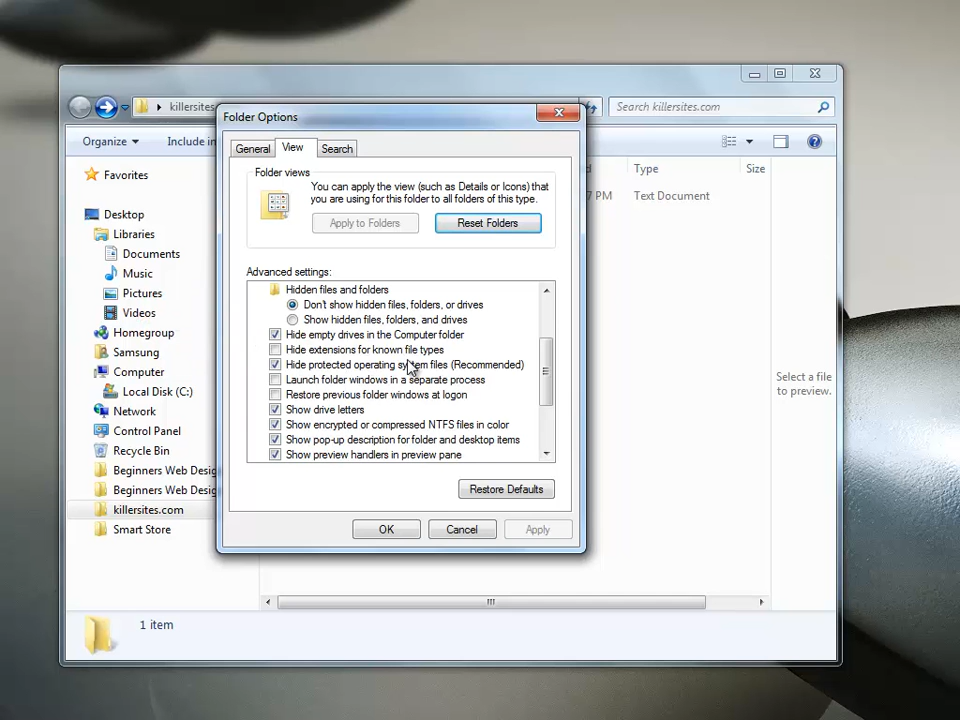 killersites
Search killersites.com
Folder Options
Organize
Include in
General
View
Search
Type
Size
Favorites
Folder views
PM
Text Document
You can apply the view (such as Details or Icons) that
you are using for this folder to all folders of this type.
Desktop
Apply to Folders
Reset Folders
Libraries
Documents
Music
Advanced settings:
Pictures
Hidden files and folders
Videos
Don't show hidden files, folders, or drives
Show hidden files, folders, and drives
Homegroup
Hide empty drives in the Computer folder
Samsung
Hide extensions for known file types
Computer
Hide protected operating system files (Recommended)
Launch folder windows in a separate process
Select a file
to preview.
Local Disk (C:)
Restore previous folder windows at logon
Network
Show drive letters
Control Panel
Show encrypted or compressed NTFS files in color
Recycle Bin
Show pop-up description for folder and desktop items
Beginners Web Desig
Show preview handlers in preview pane
Beginners Web Desig
Restore Defaults
killersites.com
Smart Store
OK
Cancel
Apply
1 item